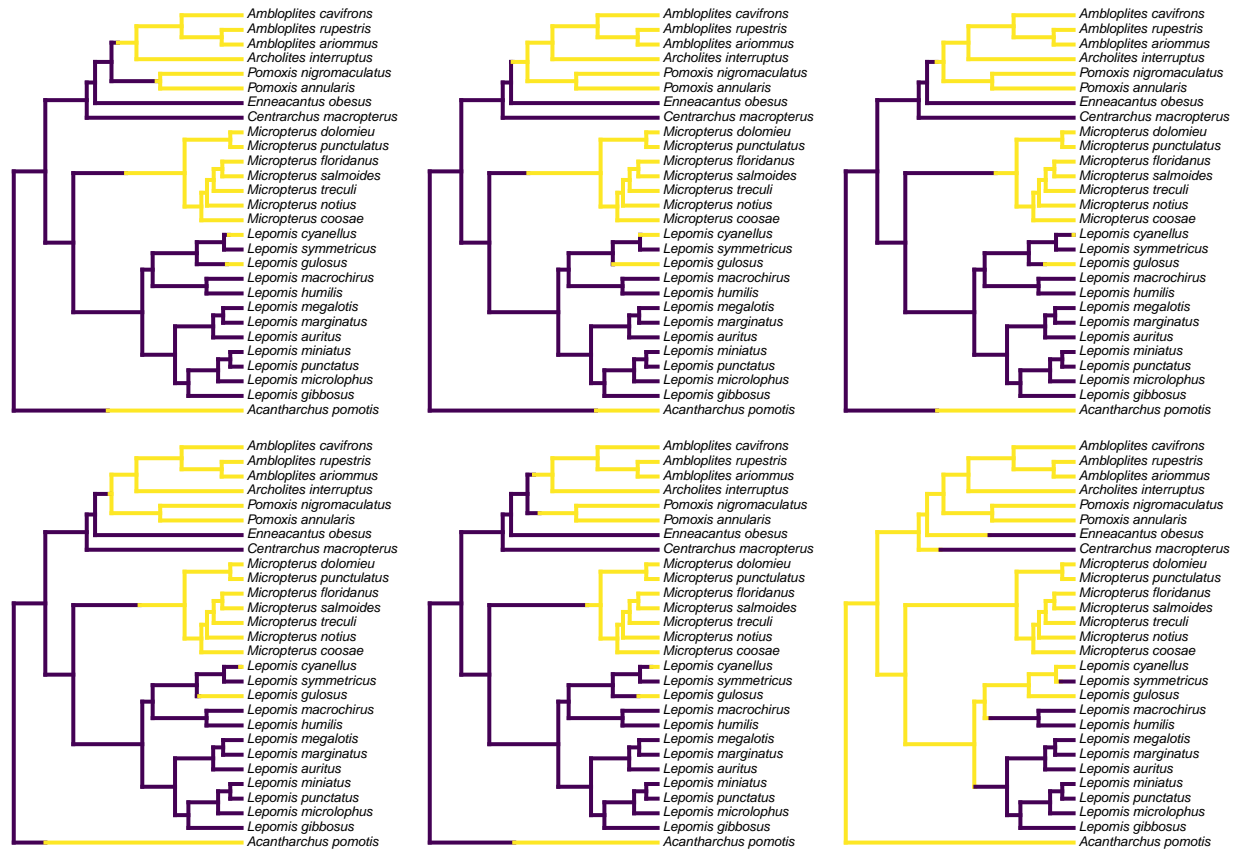 Ambloplites cavifrons
Ambloplites rupestris
Ambloplites ariommus
Archolites interruptus
Pomoxis nigromaculatus
Pomoxis annularis
Enneacantus obesus
Centrarchus macropterus
Micropterus dolomieu
Micropterus punctulatus
Micropterus floridanus
Micropterus salmoides
Micropterus treculi
Micropterus notius
Micropterus coosae
Lepomis cyanellus
Lepomis symmetricus
Lepomis gulosus
Lepomis macrochirus
Lepomis humilis
Lepomis megalotis
Lepomis marginatus
Lepomis auritus
Lepomis miniatus
Lepomis punctatus
Lepomis microlophus
Lepomis gibbosus
Acantharchus pomotis
Ambloplites cavifrons
Ambloplites rupestris
Ambloplites ariommus
Archolites interruptus
Pomoxis nigromaculatus
Pomoxis annularis
Enneacantus obesus
Centrarchus macropterus
Micropterus dolomieu
Micropterus punctulatus
Micropterus floridanus
Micropterus salmoides
Micropterus treculi
Micropterus notius
Micropterus coosae
Lepomis cyanellus
Lepomis symmetricus
Lepomis gulosus
Lepomis macrochirus
Lepomis humilis
Lepomis megalotis
Lepomis marginatus
Lepomis auritus
Lepomis miniatus
Lepomis punctatus
Lepomis microlophus
Lepomis gibbosus
Acantharchus pomotis
Ambloplites cavifrons
Ambloplites rupestris
Ambloplites ariommus
Archolites interruptus
Pomoxis nigromaculatus
Pomoxis annularis
Enneacantus obesus
Centrarchus macropterus
Micropterus dolomieu
Micropterus punctulatus
Micropterus floridanus
Micropterus salmoides
Micropterus treculi
Micropterus notius
Micropterus coosae
Lepomis cyanellus
Lepomis symmetricus
Lepomis gulosus
Lepomis macrochirus
Lepomis humilis
Lepomis megalotis
Lepomis marginatus
Lepomis auritus
Lepomis miniatus
Lepomis punctatus
Lepomis microlophus
Lepomis gibbosus
Acantharchus pomotis
Ambloplites cavifrons
Ambloplites rupestris
Ambloplites ariommus
Archolites interruptus
Pomoxis nigromaculatus
Pomoxis annularis
Enneacantus obesus
Centrarchus macropterus
Micropterus dolomieu
Micropterus punctulatus
Micropterus floridanus
Micropterus salmoides
Micropterus treculi
Micropterus notius
Micropterus coosae
Lepomis cyanellus
Lepomis symmetricus
Lepomis gulosus
Lepomis macrochirus
Lepomis humilis
Lepomis megalotis
Lepomis marginatus
Lepomis auritus
Lepomis miniatus
Lepomis punctatus
Lepomis microlophus
Lepomis gibbosus
Acantharchus pomotis
Ambloplites cavifrons
Ambloplites rupestris
Ambloplites ariommus
Archolites interruptus
Pomoxis nigromaculatus
Pomoxis annularis
Enneacantus obesus
Centrarchus macropterus
Micropterus dolomieu
Micropterus punctulatus
Micropterus floridanus
Micropterus salmoides
Micropterus treculi
Micropterus notius
Micropterus coosae
Lepomis cyanellus
Lepomis symmetricus
Lepomis gulosus
Lepomis macrochirus
Lepomis humilis
Lepomis megalotis
Lepomis marginatus
Lepomis auritus
Lepomis miniatus
Lepomis punctatus
Lepomis microlophus
Lepomis gibbosus
Acantharchus pomotis
Ambloplites cavifrons
Ambloplites rupestris
Ambloplites ariommus
Archolites interruptus
Pomoxis nigromaculatus
Pomoxis annularis
Enneacantus obesus
Centrarchus macropterus
Micropterus dolomieu
Micropterus punctulatus
Micropterus floridanus
Micropterus salmoides
Micropterus treculi
Micropterus notius
Micropterus coosae
Lepomis cyanellus
Lepomis symmetricus
Lepomis gulosus
Lepomis macrochirus
Lepomis humilis
Lepomis megalotis
Lepomis marginatus
Lepomis auritus
Lepomis miniatus
Lepomis punctatus
Lepomis microlophus
Lepomis gibbosus
Acantharchus pomotis